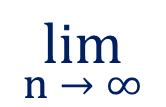 lim
n → ∞